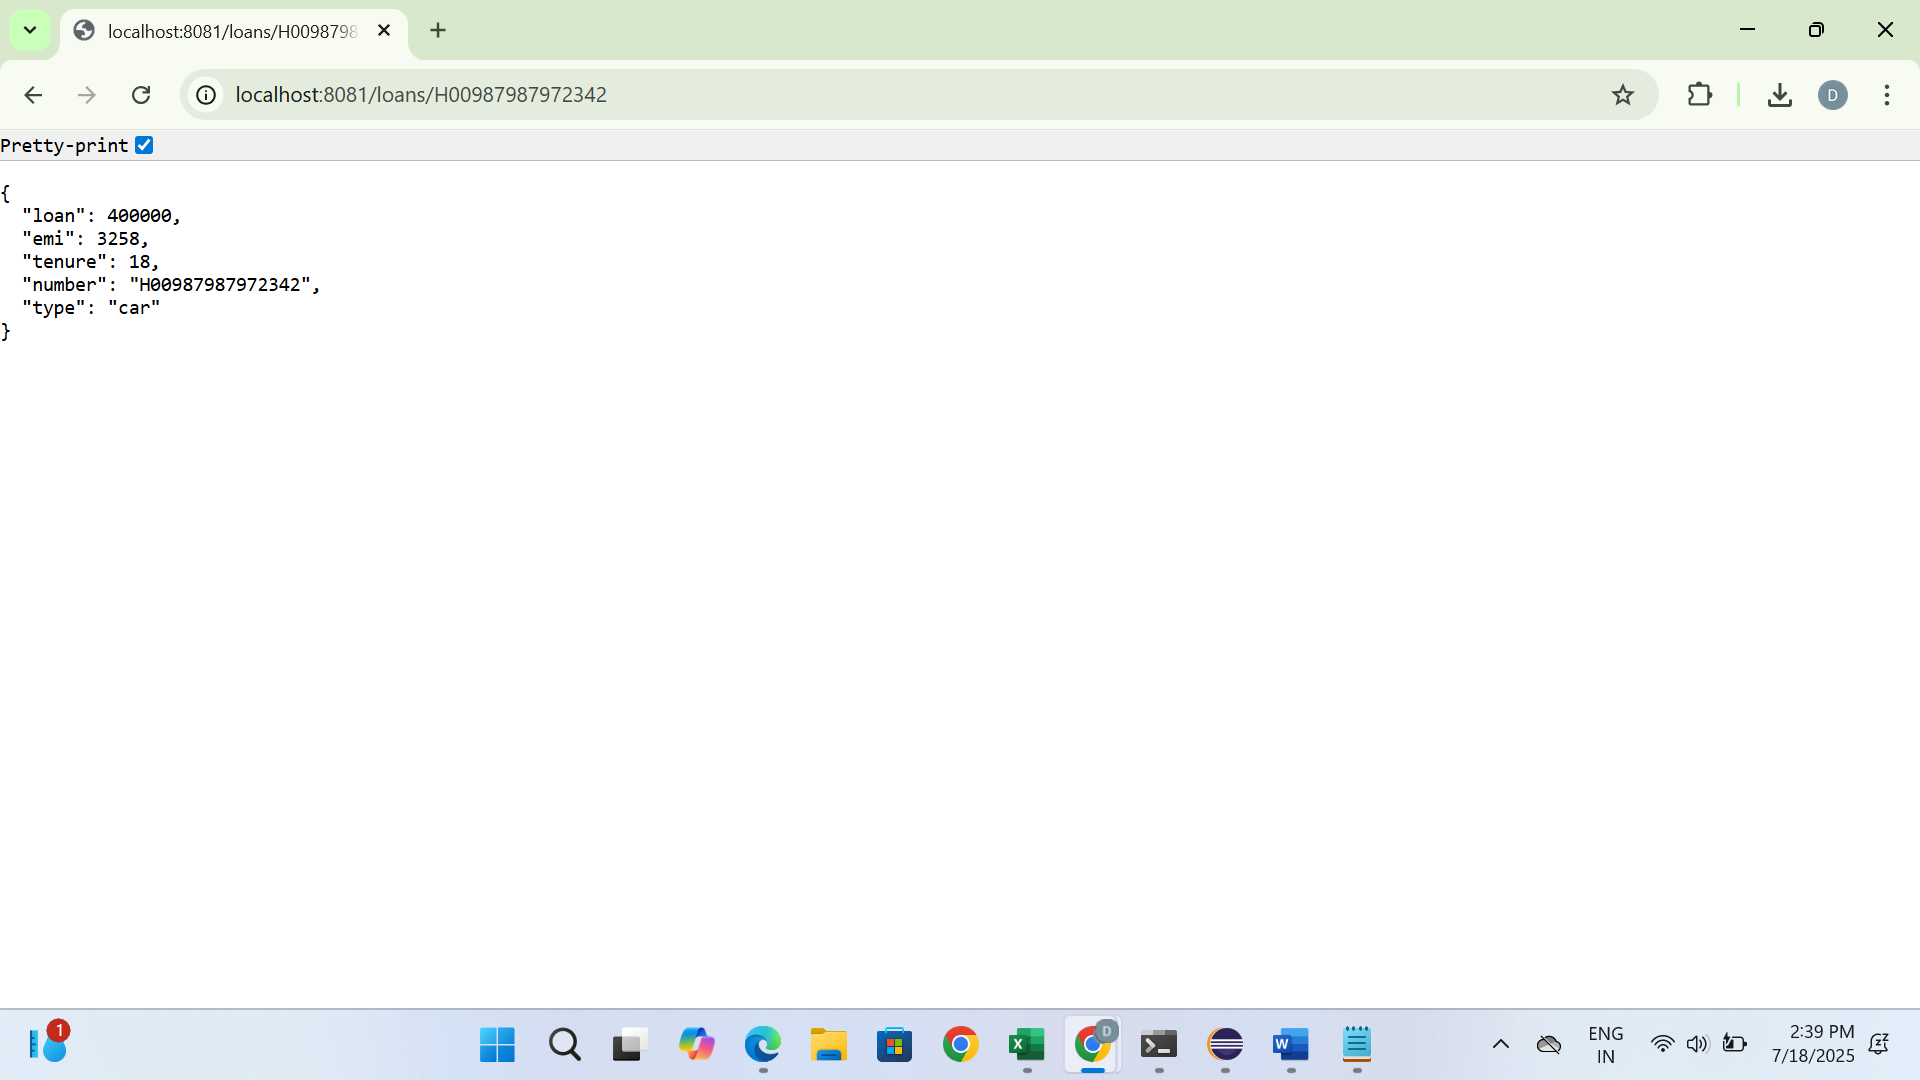 localhost:8081/loans/H0098798
localhost:8081/loans/H00987987972342
D
Pretty-print
{
  "loan": 400000,
  "emi": 3258,
  "tenure": 18,
  "number": "H00987987972342",
  "type": "car"
}
1
X
D
W
ENG
IN
2:39 PM
7/18/2025